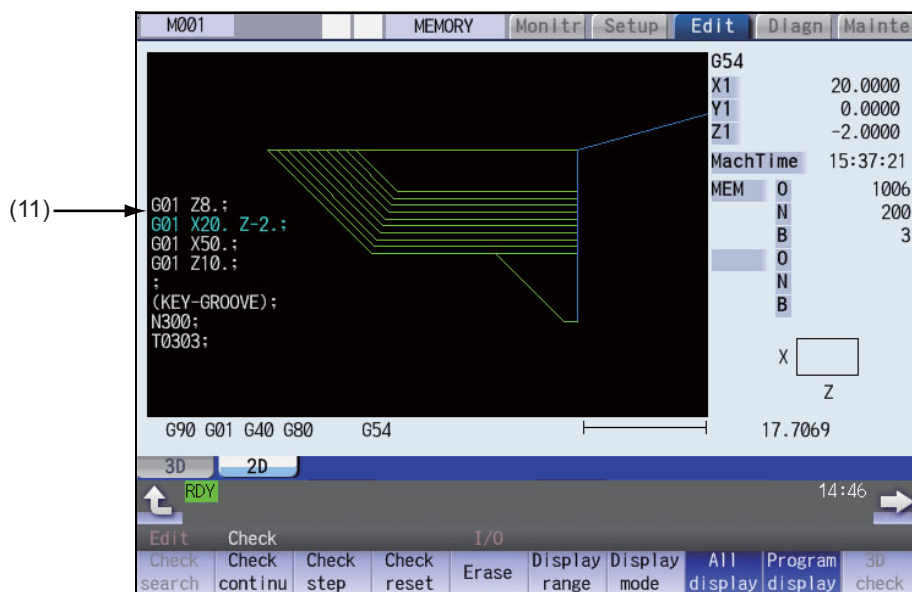 M001 MEMORY Monitr Setup Edit Diagn Mainte
G54
X1 20.0000
Y1 0.0000
Z1 -2.0000
MachTime 15:37:21
MEM O 1006
N 200
B 3
O
N
B
(11)
G01 Z8.;
G01 X20. Z-2.;
G01 X50.;
G01 Z10.;
;
(KEY-GROOVE);
N300;
T0303;
X
Z
G90 G01 G40 G80 G54 17.7069
3D 2D
RDY 14:46
Edit Check I/O
Check search Check continu Check step Check reset Erase Display range Display mode All display Program display 3D check